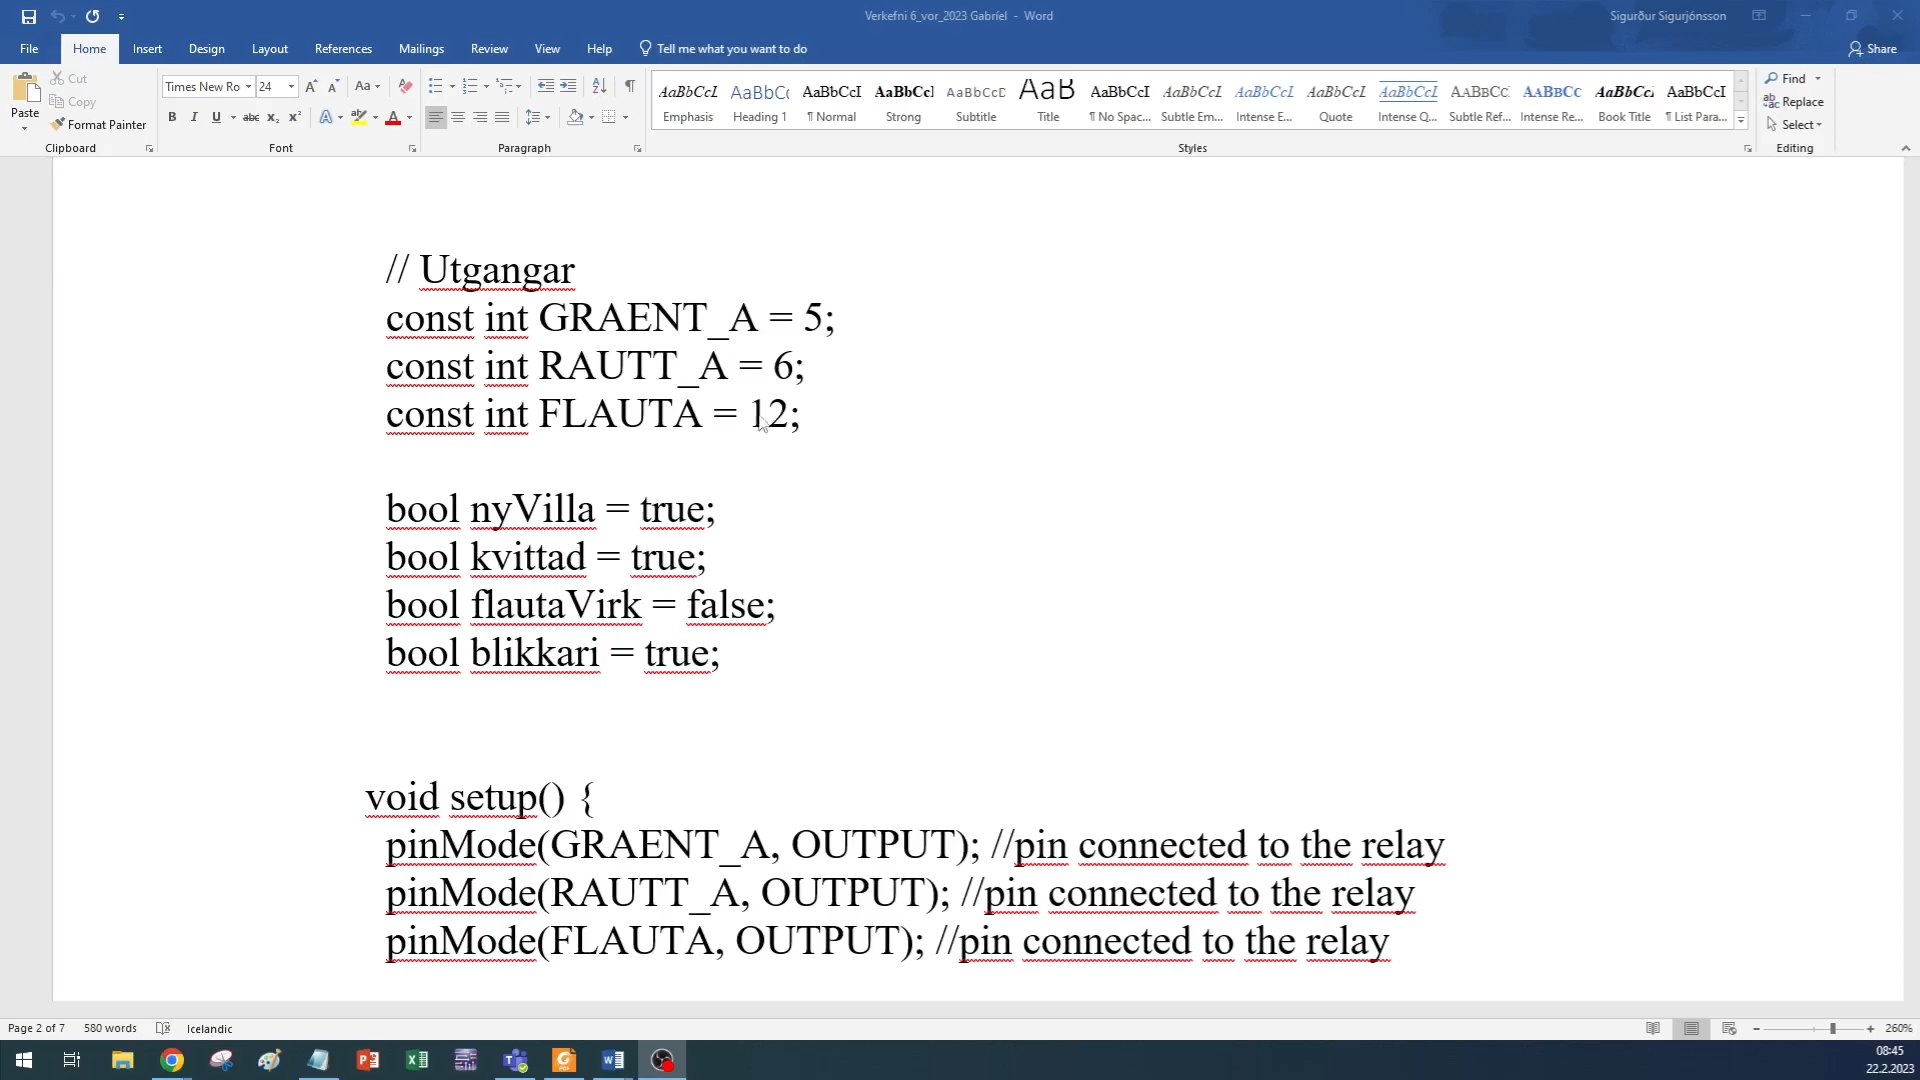 Verkefni 6_vor_2023 Gabríel - Word
Sigurður Sigurjónsson
File Home Insert Design Layout References Mailings Review View Help Tell me what you want to do Share
Paste
Cut
Copy
Format Painter
Clipboard
Times New Ro 24
Font
Paragraph
AaBbCcI AaBbCc AaBbCcI AaBbCcI AaBbCcD AaB AaBbCcI AaBbCcI AaBbCcI AaBbCcI AaBbCcI AABBCC AABBCC AaBbCcI AaBbCcI
Emphasis Heading 1 ¶ Normal Strong Subtitle Title ¶ No Spac... Subtle Em... Intense E... Quote Intense Q... Subtle Ref... Intense Re... Book Title ¶ List Para...
Styles
Find
Replace
Select
Editing
// Utgangar
const int GRAENT_A = 5;
const int RAUTT_A = 6;
const int FLAUTA = 12;
bool nyVilla = true;
bool kvittad = true;
bool flautaVirk = false;
bool blikkari = true;
void setup() {
pinMode(GRAENT_A, OUTPUT); //pin connected to the relay
pinMode(RAUTT_A, OUTPUT); //pin connected to the relay
pinMode(FLAUTA, OUTPUT); //pin connected to the relay
Page 2 of 7 580 words Icelandic 260%
08:45
22.2.2023